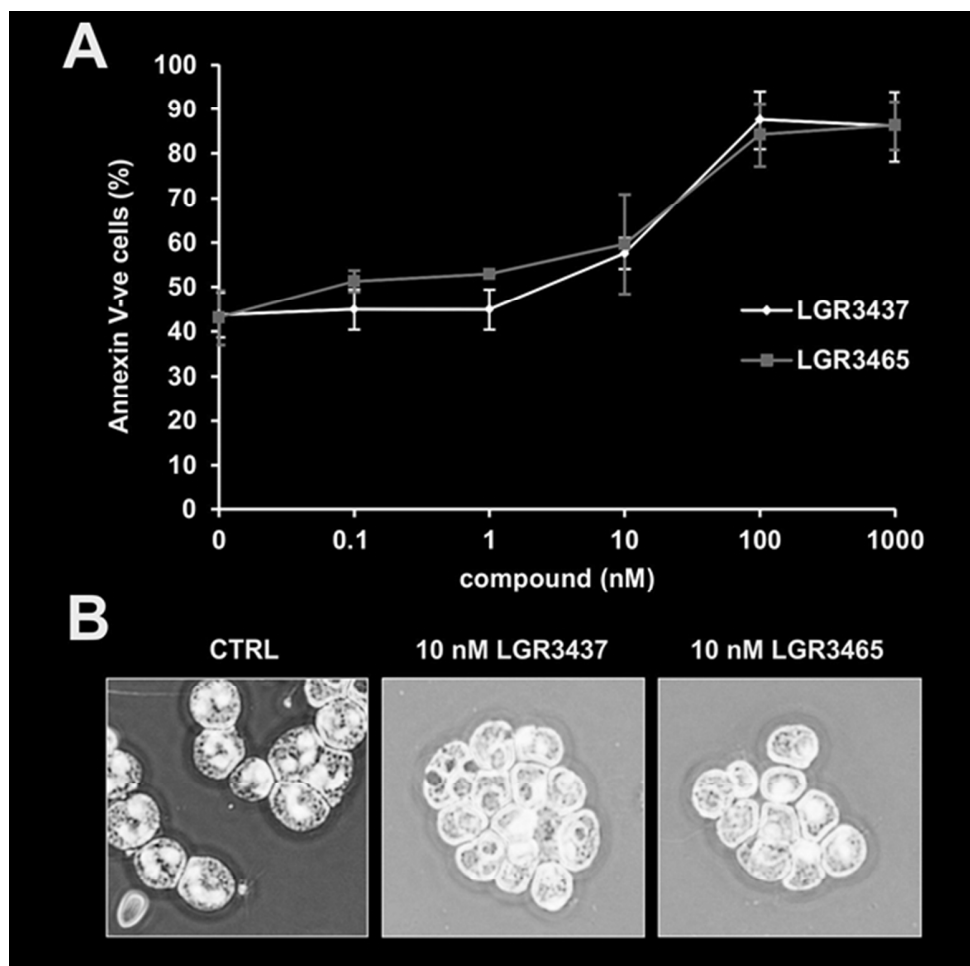 A
100
90
80
70
60
50
40
30
20
10
0
Annexin V-ve cells (%)
0 0.1 1 10 100 1000
compound (nM)
LGR3437
LGR3465
B
CTRL 10 nM LGR3437 10 nM LGR3465